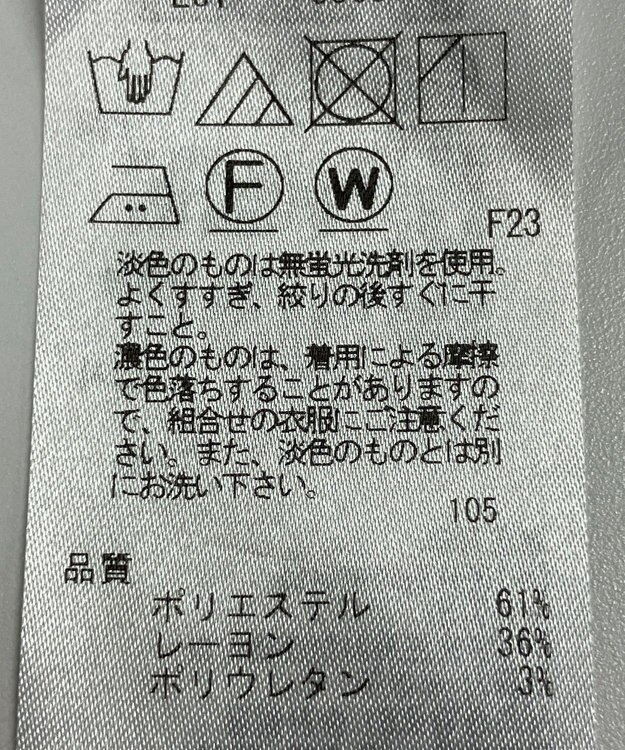 F W
F23
淡色のものは無蛍光洗剤を使用。
よくすすぎ、絞りの後すぐに干
すこと。
濃色のものは、着用による摩擦
で色落ちすることがありますの
で、組合せの衣服にご注意くだ
さい。また、淡色のものとは別
にお洗い下さい。
105
品質
ポリエステル 61%
レーヨン 36%
ポリウレタン 3%